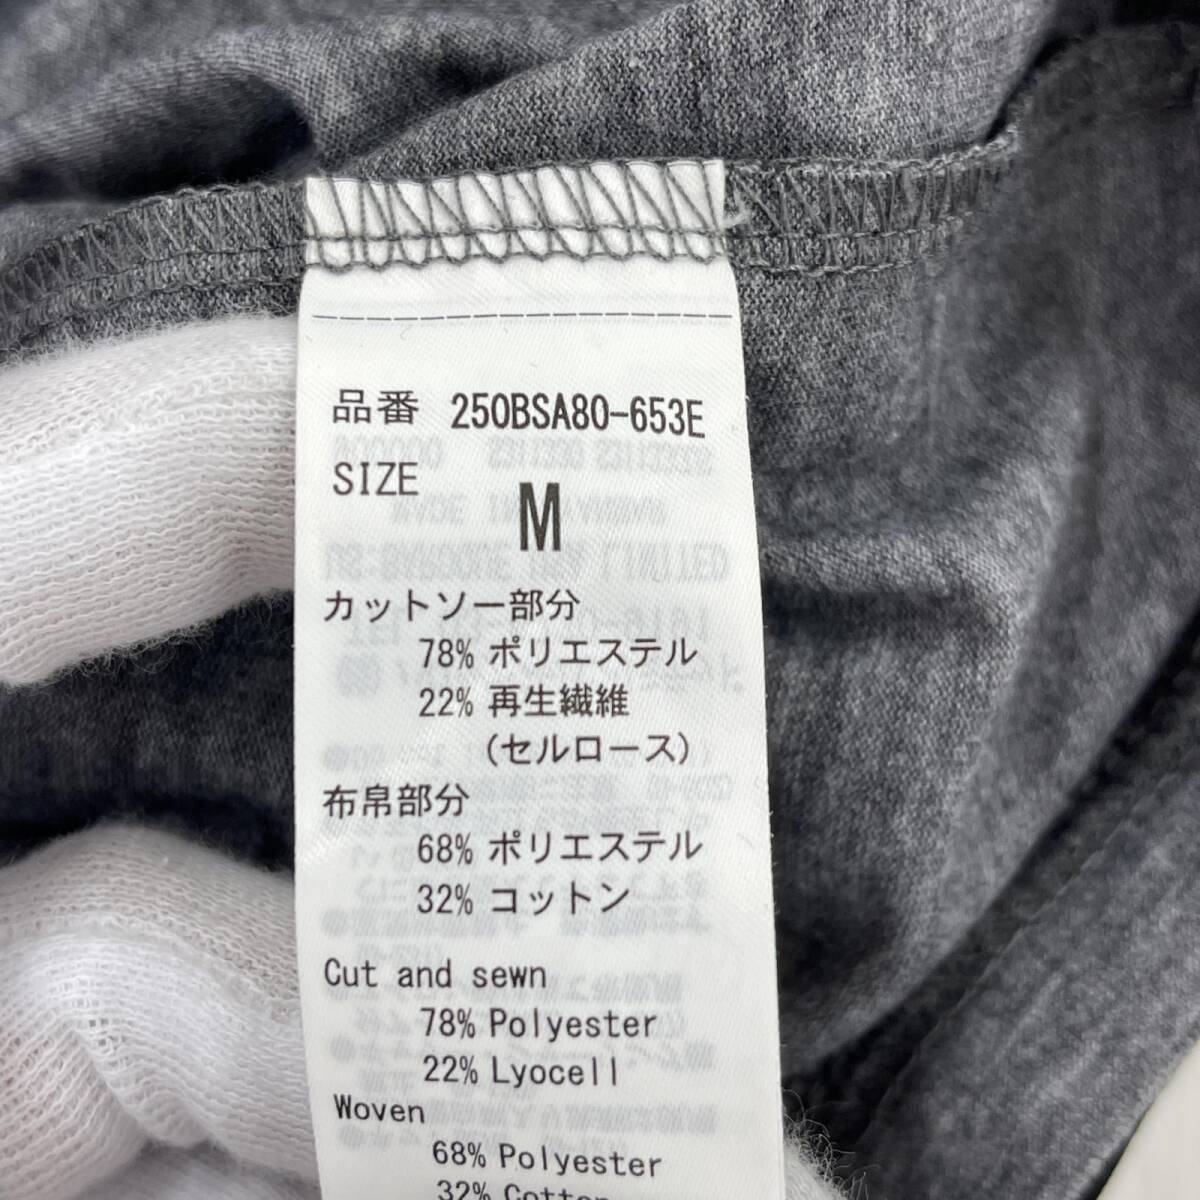 品番 250BSA80-653E
SIZE
M
カットソー部分
78% ポリエステル
22% 再生繊維
(セルロース)
布帛部分
68% ポリエステル
32% コットン
Cut and sewn
78% Polyester
22% Lyocell
Woven
68% Polyester
32% Cotton